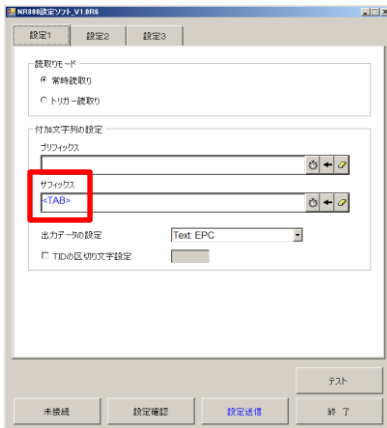 NR800設定ソフト_V1.0R6
設定1 設定2 設定3
読取りモード
常時読取り
トリガー読取り
付加文字列の設定
プリフィックス
サフィックス
<TAB>
出力データの設定 Text: EPC
TIDの区切り文字設定
テスト
未接続 設定確認 設定送信 終 了